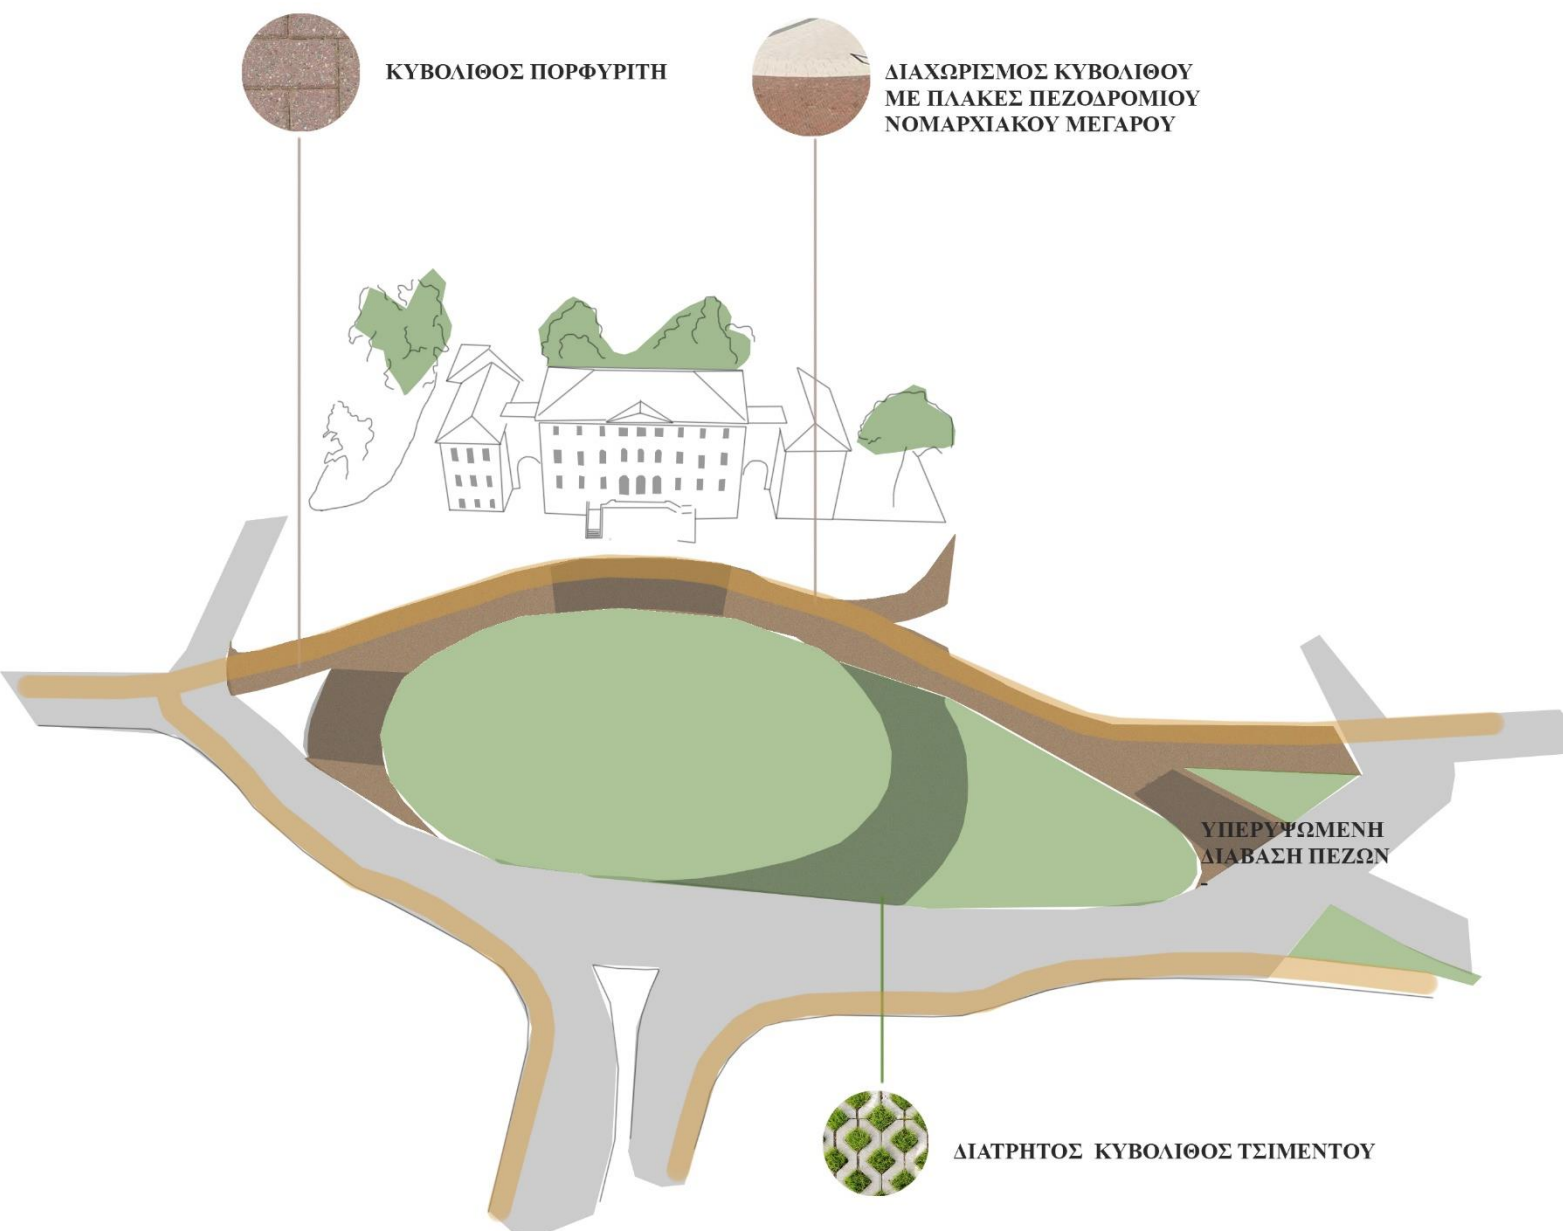 ΚΥΒΟΛΙΘΟΣ ΠΟΡΦΥΡΙΤΗ
ΔΙΑΧΩΡΙΣΜΟΣ ΚΥΒΟΛΙΘΟΥ
ΜΕ ΠΛΑΚΕΣ ΠΕΖΟΔΡΟΜΙΟΥ
ΝΟΜΑΡΧΙΑΚΟΥ ΜΕΓΑΡΟΥ
ΥΠΕΡΥΨΩΜΕΝΗ
ΔΙΑΒΑΣΗ ΠΕΖΩΝ
-
ΔΙΑΤΡΗΤΟΣ ΚΥΒΟΛΙΘΟΣ ΤΣΙΜΕΝΤΟΥ